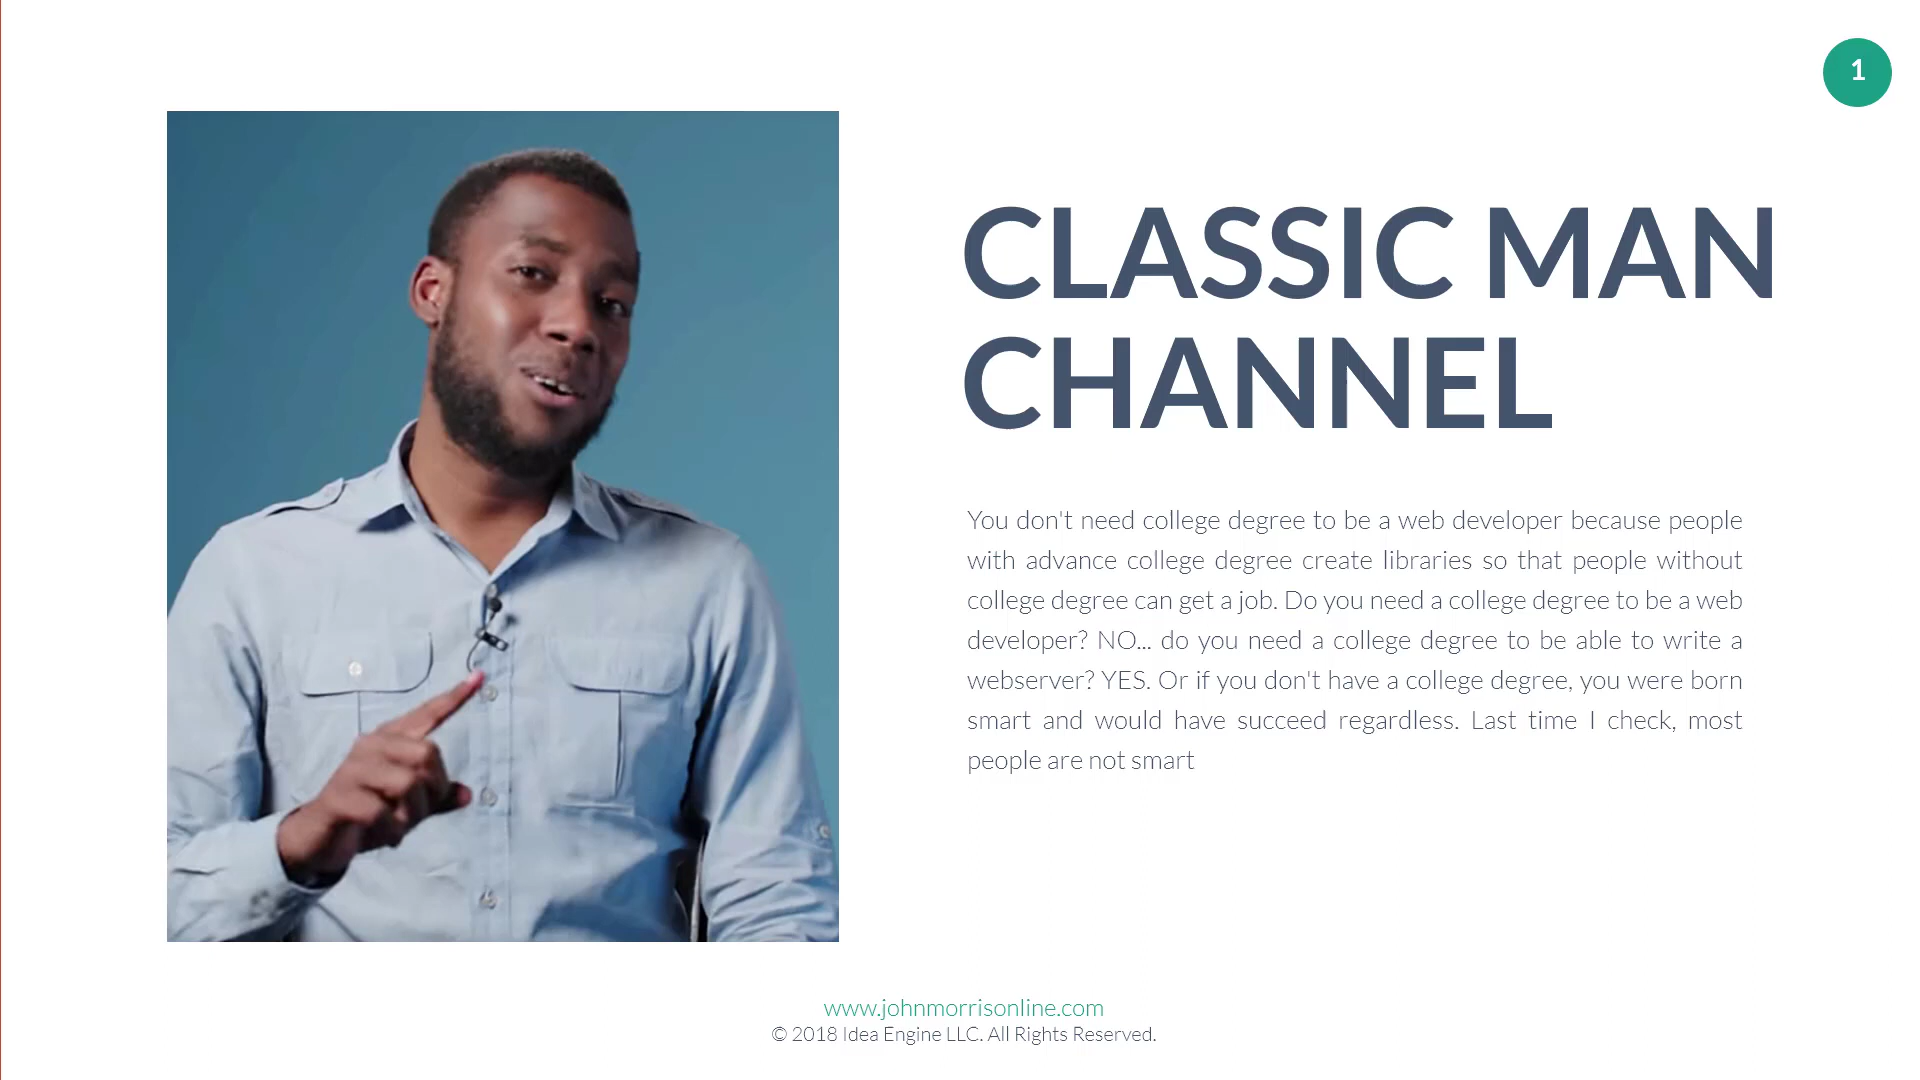 1
CLASSIC MAN
CHANNEL
You don't need college degree to be a web developer because people
with advance college degree create libraries so that people without
college degree can get a job. Do you need a college degree to be a web
developer? NO... do you need a college degree to be able to write a
webserver? YES. Or if you don't have a college degree, you were born
smart and would have succeed regardless. Last time I check, most
people are not smart
www.johnmorrisonline.com
© 2018 Idea Engine LLC. All Rights Reserved.